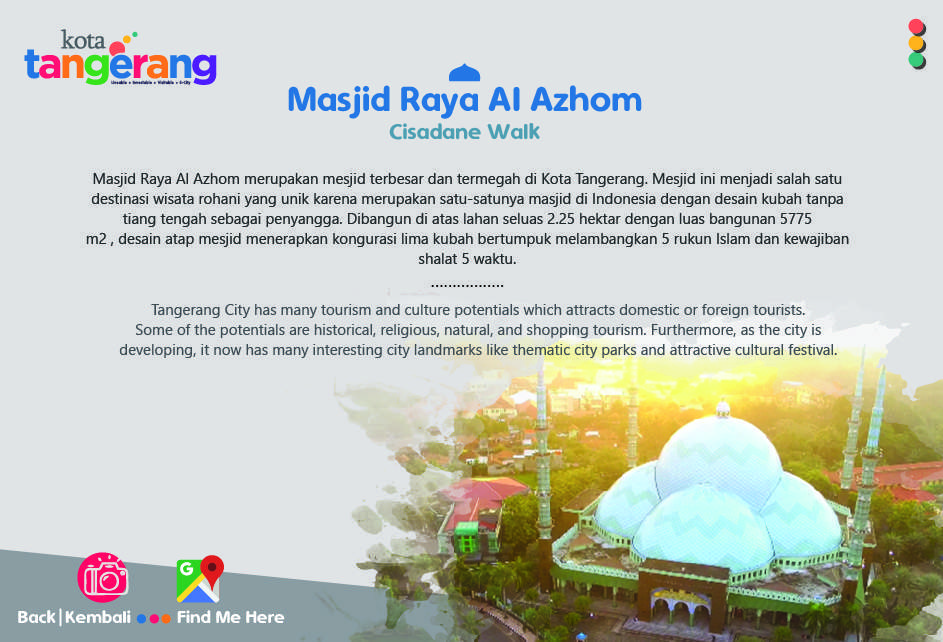 kota
tangerang
Liveable • Investable • Visitable • E-City
Masjid Raya Al Azhom
Cisadane Walk
Masjid Raya Al Azhom merupakan mesjid terbesar dan termegah di Kota Tangerang. Mesjid ini menjadi salah satu
destinasi wisata rohani yang unik karena merupakan satu-satunya masjid di Indonesia dengan desain kubah tanpa
tiang tengah sebagai penyangga. Dibangun di atas lahan seluas 2.25 hektar dengan luas bangunan 5775
m2 , desain atap mesjid menerapkan kongurasi lima kubah bertumpuk melambangkan 5 rukun Islam dan kewajiban
shalat 5 waktu.
.................
Tangerang City has many tourism and culture potentials which attracts domestic or foreign tourists.
Some of the potentials are historical, religious, natural, and shopping tourism. Furthermore, as the city is
developing, it now has many interesting city landmarks like thematic city parks and attractive cultural festival.
G
Back|Kembali
Find Me Here